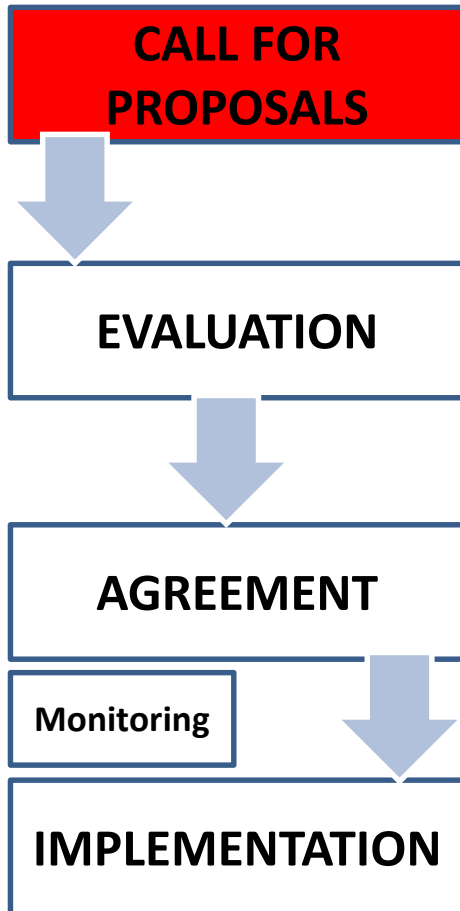 CALL FOR
PROPOSALS
EVALUATION
AGREEMENT
Monitoring
IMPLEMENTATION